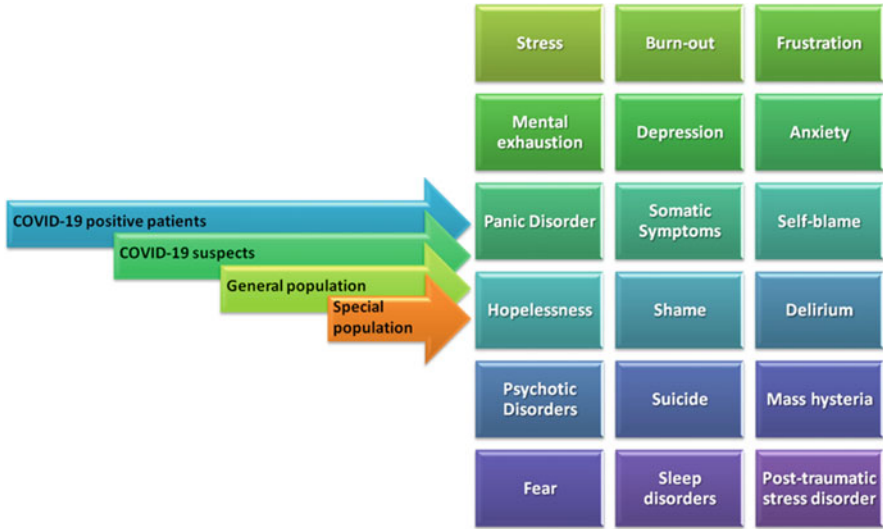 Stress
Burn-out
Frustration
Mental
exhaustion
Depression
Anxiety
COVID-19 positive patients
COVID-19 suspects
General population
Special
population
Panic Disorder
Somatic
Symptoms
Self-blame
Hopelessness
Shame
Delirium
Psychotic
Disorders
Suicide
Mass hysteria
Fear
Sleep
disorders
Post-traumatic
stress disorder